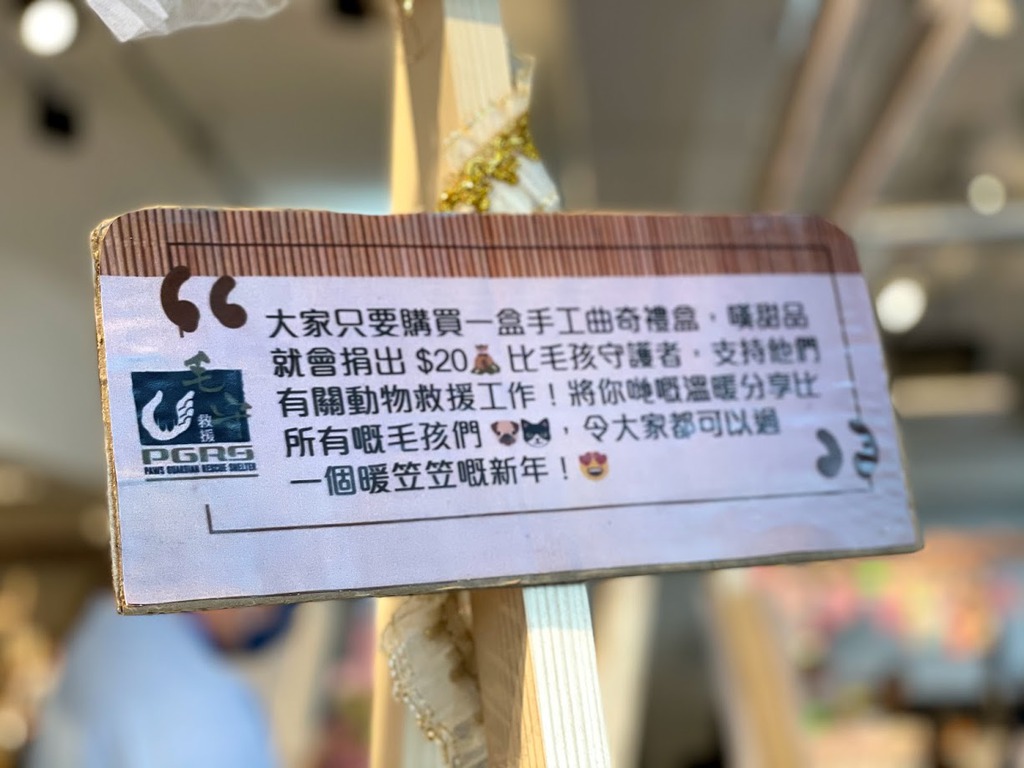 大家只要購買一盒手工曲奇禮盒，嘆甜品
就會捐出 $20💰 比毛孩守護者，支持他們
有關動物救援工作！將你哋嘅溫暖分享比
所有嘅毛孩們 🐶🐱，令大家都可以過
一個暖笠笠嘅新年！😍
毛守
救援
PGRS
PAWS GUARDIAN RESCUE SHELTER